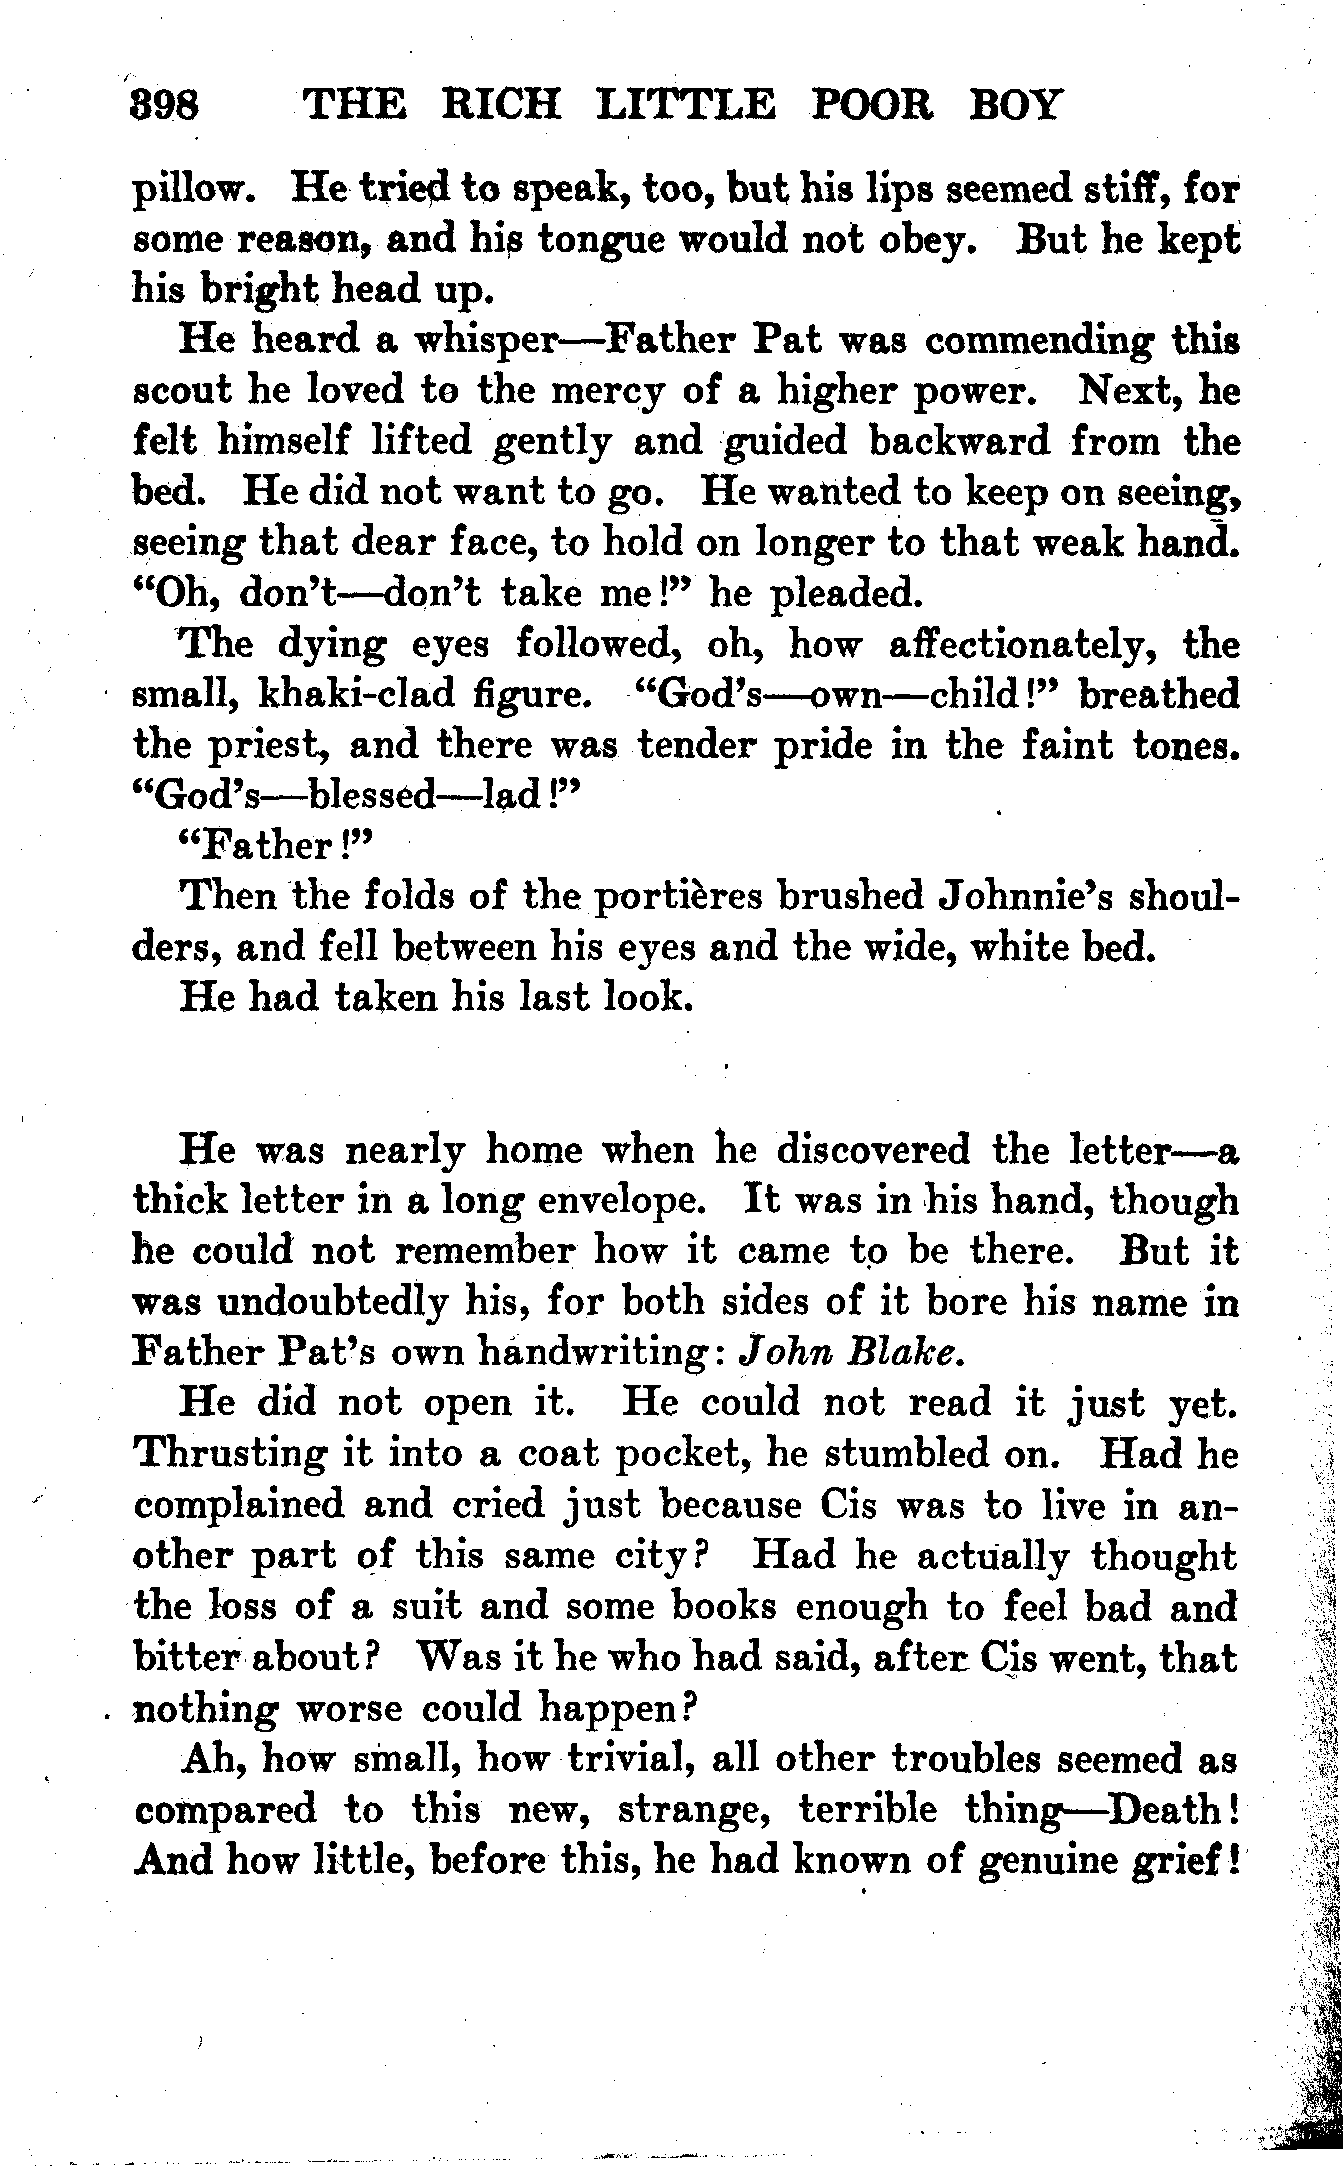 398 THE RICH LITTLE POOR BOY
pillow. He tried to speak, too, but his lips seemed stiff, for
some reason, and his tongue would not obey. But he kept
his bright head up.
He heard a whisper—Father Pat was commending this
scout he loved to the mercy of a higher power. Next, he
felt himself lifted gently and guided backward from the
bed. He did not want to go. He wanted to keep on seeing,
seeing that dear face, to hold on longer to that weak hand.
“Oh, don’t—don’t take me!” he pleaded.
The dying eyes followed, oh, how affectionately, the
small, khaki-clad figure. “God’s—own—child!” breathed
the priest, and there was tender pride in the faint tones.
“God’s—blessed—lad!”
“Father!”
Then the folds of the portières brushed Johnnie’s shoul-
ders, and fell between his eyes and the wide, white bed.
He had taken his last look.
He was nearly home when he discovered the letter—a
thick letter in a long envelope. It was in his hand, though
he could not remember how it came to be there. But it
was undoubtedly his, for both sides of it bore his name in
Father Pat’s own handwriting: John Blake.
He did not open it. He could not read it just yet.
Thrusting it into a coat pocket, he stumbled on. Had he
complained and cried just because Cis was to live in an-
other part of this same city? Had he actually thought
the loss of a suit and some books enough to feel bad and
bitter about? Was it he who had said, after Cis went, that
nothing worse could happen?
Ah, how small, how trivial, all other troubles seemed as
compared to this new, strange, terrible thing—Death!
And how little, before this, he had known of genuine grief!